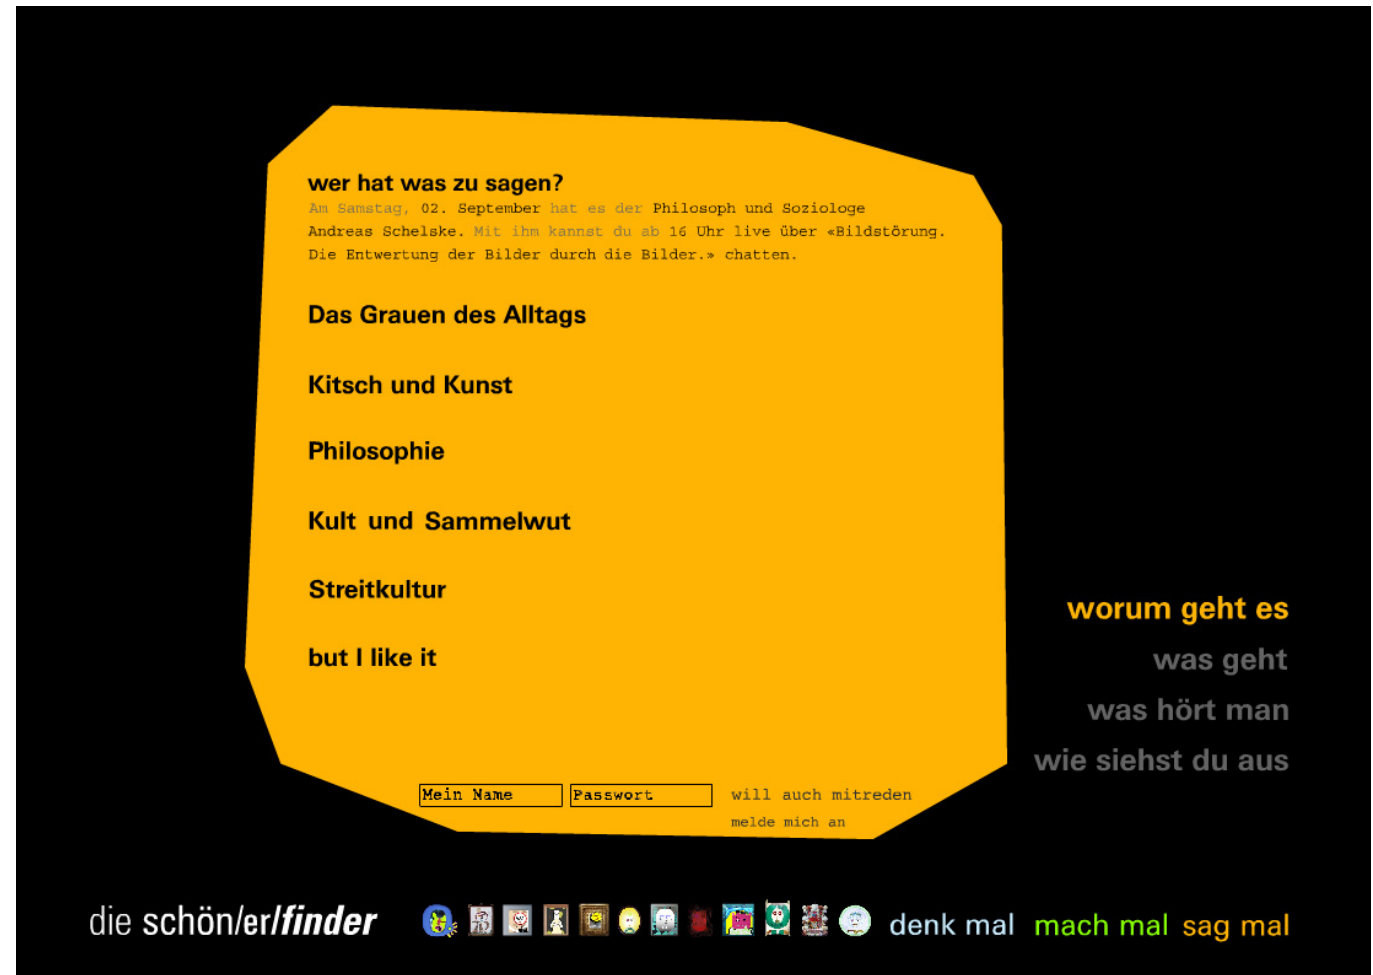 wer hat was zu sagen?
Am Samstag, 02. September hat es der Philosoph und Soziologe
Andreas Schelske. Mit ihm kannst du ab 16 Uhr live über «Bildstörung.
Die Entwertung der Bilder durch die Bilder.» chatten.
Das Grauen des Alltags
Kitsch und Kunst
Philosophie
Kult und Sammelwut
Streitkultur
but I like it
worum geht es
was geht
was hört man
wie siehst du aus
Mein Name Passwort will auch mitreden
melde mich an
die schön/er/finder denk mal mach mal sag mal